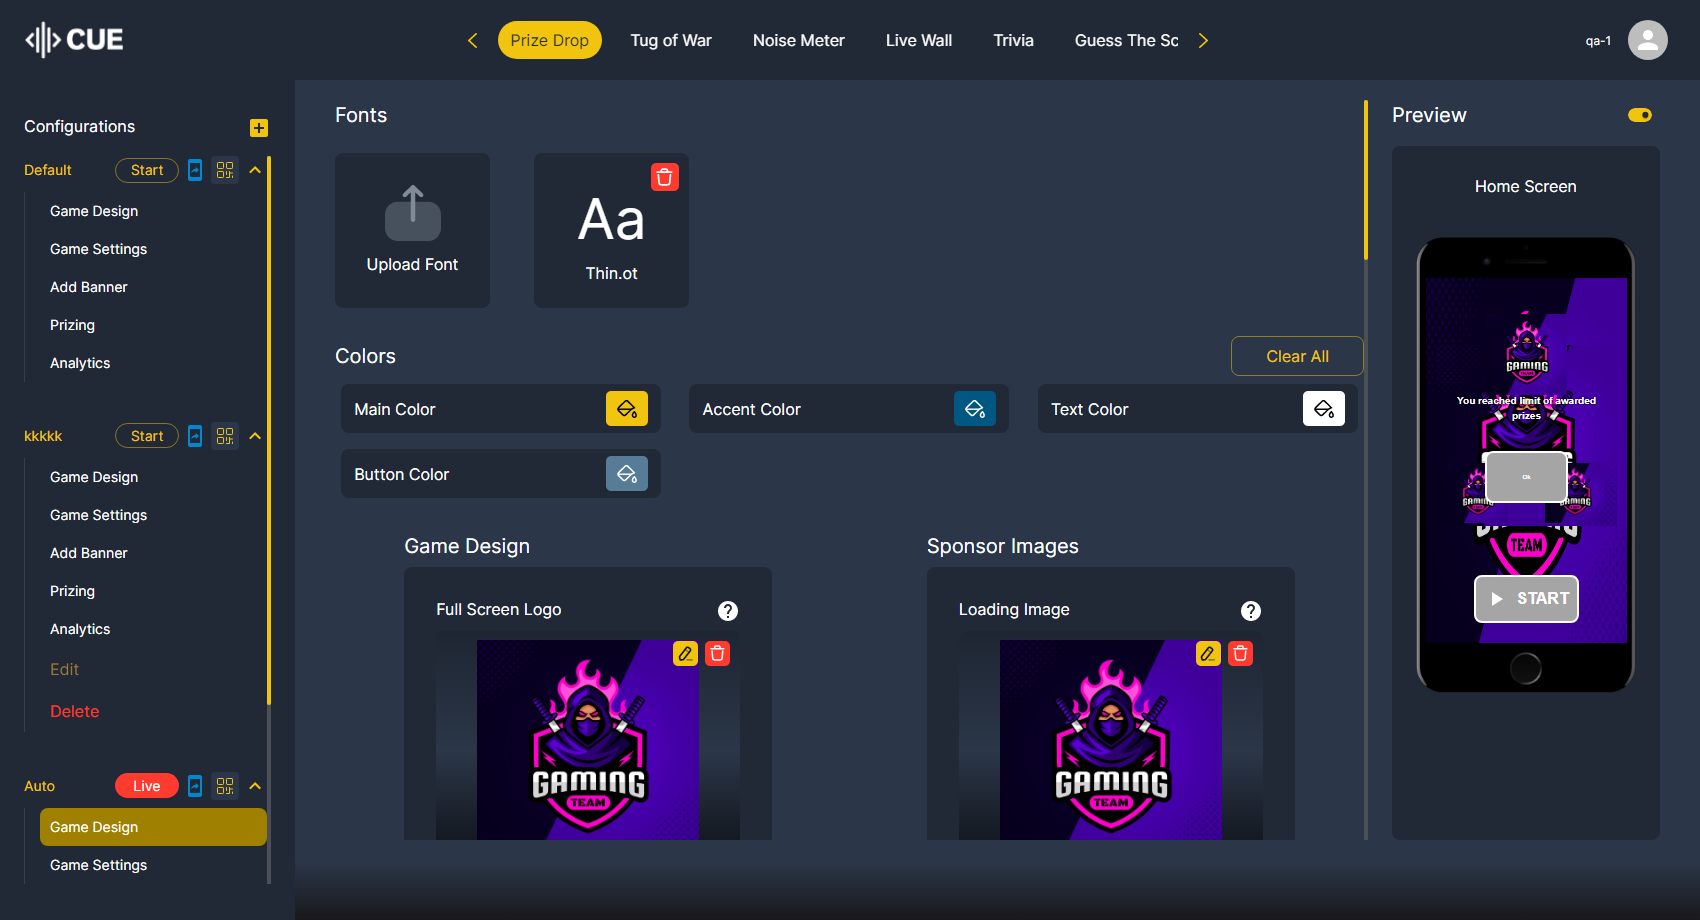 CUE
Prize Drop
Tug of War
Noise Meter
Live Wall
Trivia
Guess The Sc
qa-1
Configurations
Default
Start
Game Design
Game Settings
Add Banner
Prizing
Analytics
kkkkk
Start
Game Design
Game Settings
Add Banner
Prizing
Analytics
Edit
Delete
Auto
Live
Game Design
Game Settings
Fonts
Upload Font
Aa
Thin.ot
Colors
Clear All
Main Color
Accent Color
Text Color
Button Color
Game Design
Full Screen Logo
?
GAMING
TEAM
Sponsor Images
Loading Image
?
GAMING
TEAM
Preview
Home Screen
GAMING
TEAM
You reached limit of awarded
prizes
Ok
GAMING
GAMING
TEAM
START